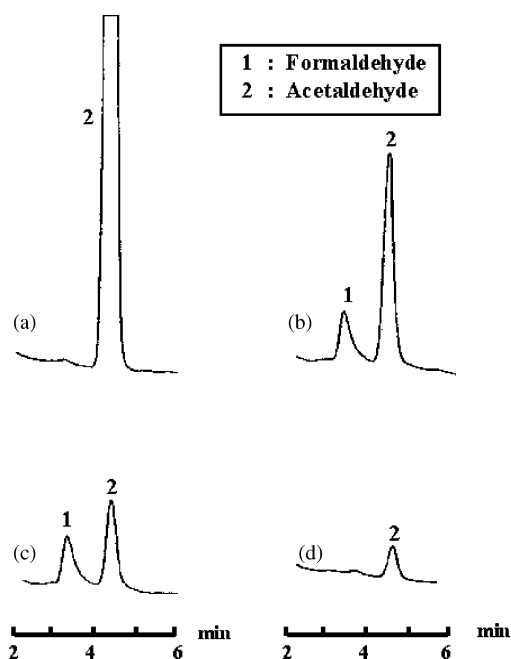 1 : Formaldehyde
2 : Acetaldehyde
2
(a)
1
2
(b)
1
2
(c)
2
(d)
min
2 4 6
min
2 4 6